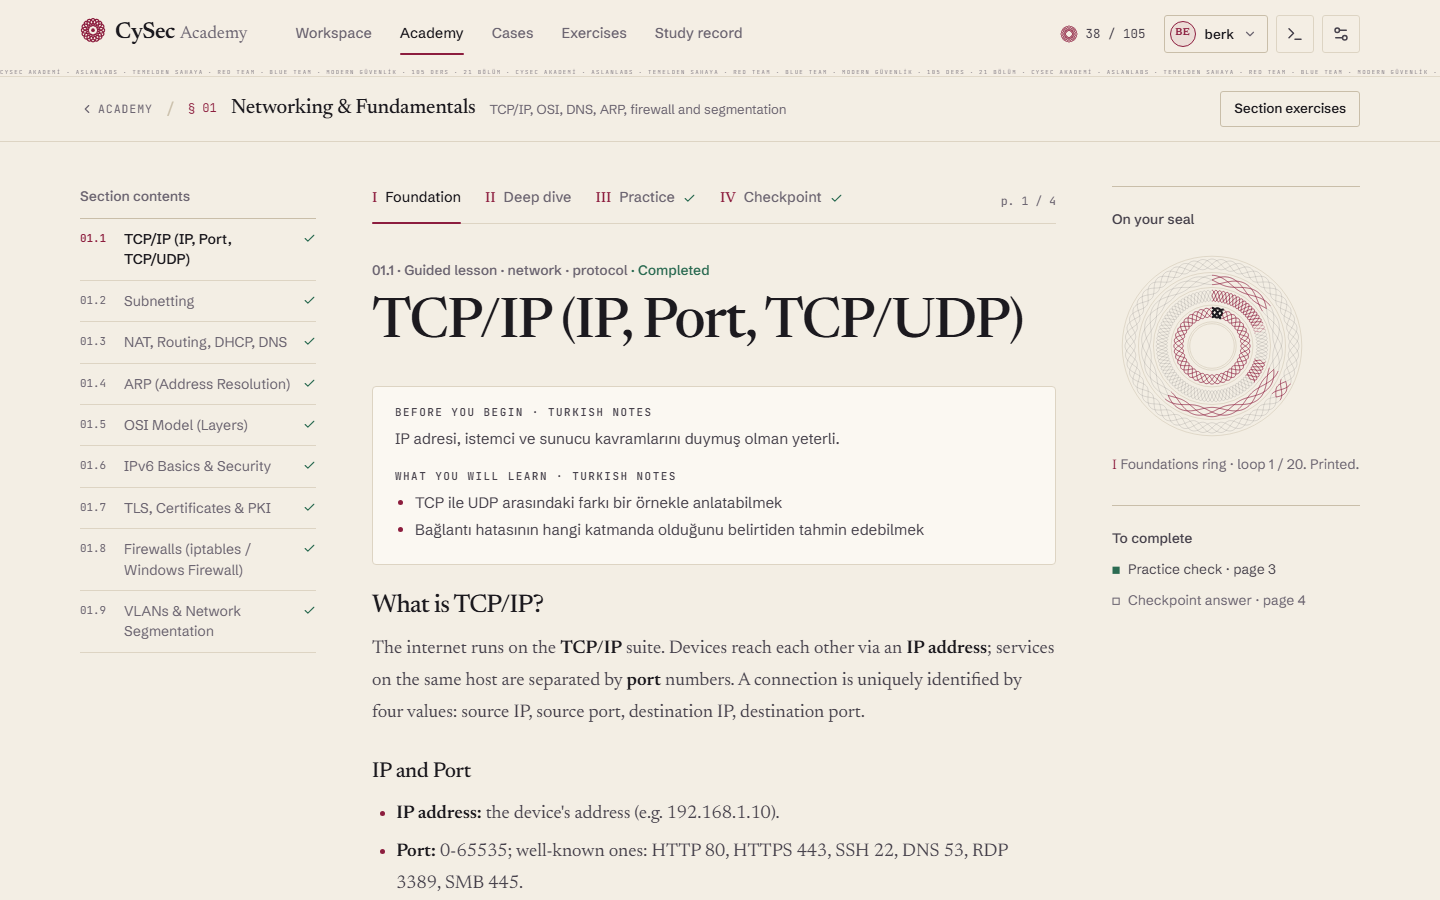 CySec Academy
Workspace
Academy
Cases
Exercises
Study record
38 / 105
BE
berk
CYSEC AKADEMİ · ASLANLABS · TEMELDEN SAHAYA · RED TEAM · BLUE TEAM · MODERN GÜVENLİK · 105 DERS · 21 BÖLÜM · CYSEC AKADEMİ · ASLANLABS · TEMELDEN SAHAYA · RED TEAM · BLUE TEAM · MODERN GÜVENLİK · 105 DERS · 21 BÖLÜM · CYSEC AKADEMİ · ASLANLABS · TEMELDEN SAHAYA · RED TEAM · BLUE TEAM · MODERN GÜVENLİK ·
ACADEMY / § 01 Networking & Fundamentals TCP/IP, OSI, DNS, ARP, firewall and segmentation
Section exercises
Section contents
01.1 TCP/IP (IP, Port,
TCP/UDP)
01.2 Subnetting
01.3 NAT, Routing, DHCP, DNS
01.4 ARP (Address Resolution)
01.5 OSI Model (Layers)
01.6 IPv6 Basics & Security
01.7 TLS, Certificates & PKI
01.8 Firewalls (iptables /
Windows Firewall)
01.9 VLANs & Network
Segmentation
I Foundation
II Deep dive
III Practice
IV Checkpoint
p. 1 / 4
01.1 · Guided lesson · network · protocol · Completed
TCP/IP (IP, Port, TCP/UDP)
BEFORE YOU BEGIN · TURKISH NOTES
IP adresi, istemci ve sunucu kavramlarını duymuş olman yeterli.
WHAT YOU WILL LEARN · TURKISH NOTES
• TCP ile UDP arasındaki farkı bir örnekle anlatabilmek
• Bağlantı hatasının hangi katmanda olduğunu belirtiden tahmin edebilmek
What is TCP/IP?
The internet runs on the TCP/IP suite. Devices reach each other via an IP address; services
on the same host are separated by port numbers. A connection is uniquely identified by
four values: source IP, source port, destination IP, destination port.
IP and Port
• IP address: the device's address (e.g. 192.168.1.10).
• Port: 0-65535; well-known ones: HTTP 80, HTTPS 443, SSH 22, DNS 53, RDP
3389, SMB 445.
On your seal
I Foundations ring · loop 1 / 20. Printed.
To complete
Practice check · page 3
Checkpoint answer · page 4